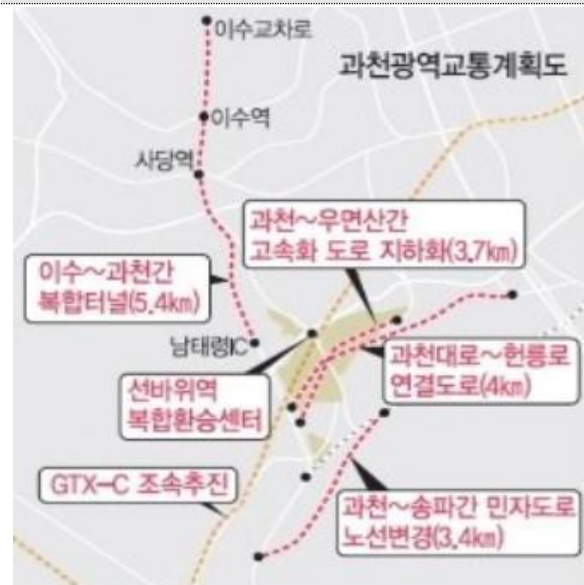 이수교차로
과천광역교통계획도
이수역
사당역
과천~우면산간
고속화 도로 지하화(3.7㎞)
이수~과천간
복합터널(5.4㎞)
남태령IC
과천대로~헌릉로
연결도로(4㎞)
선바위역
복합환승센터
GTX-C 조속추진
과천~송파간 민자도로
노선변경(3.4㎞)